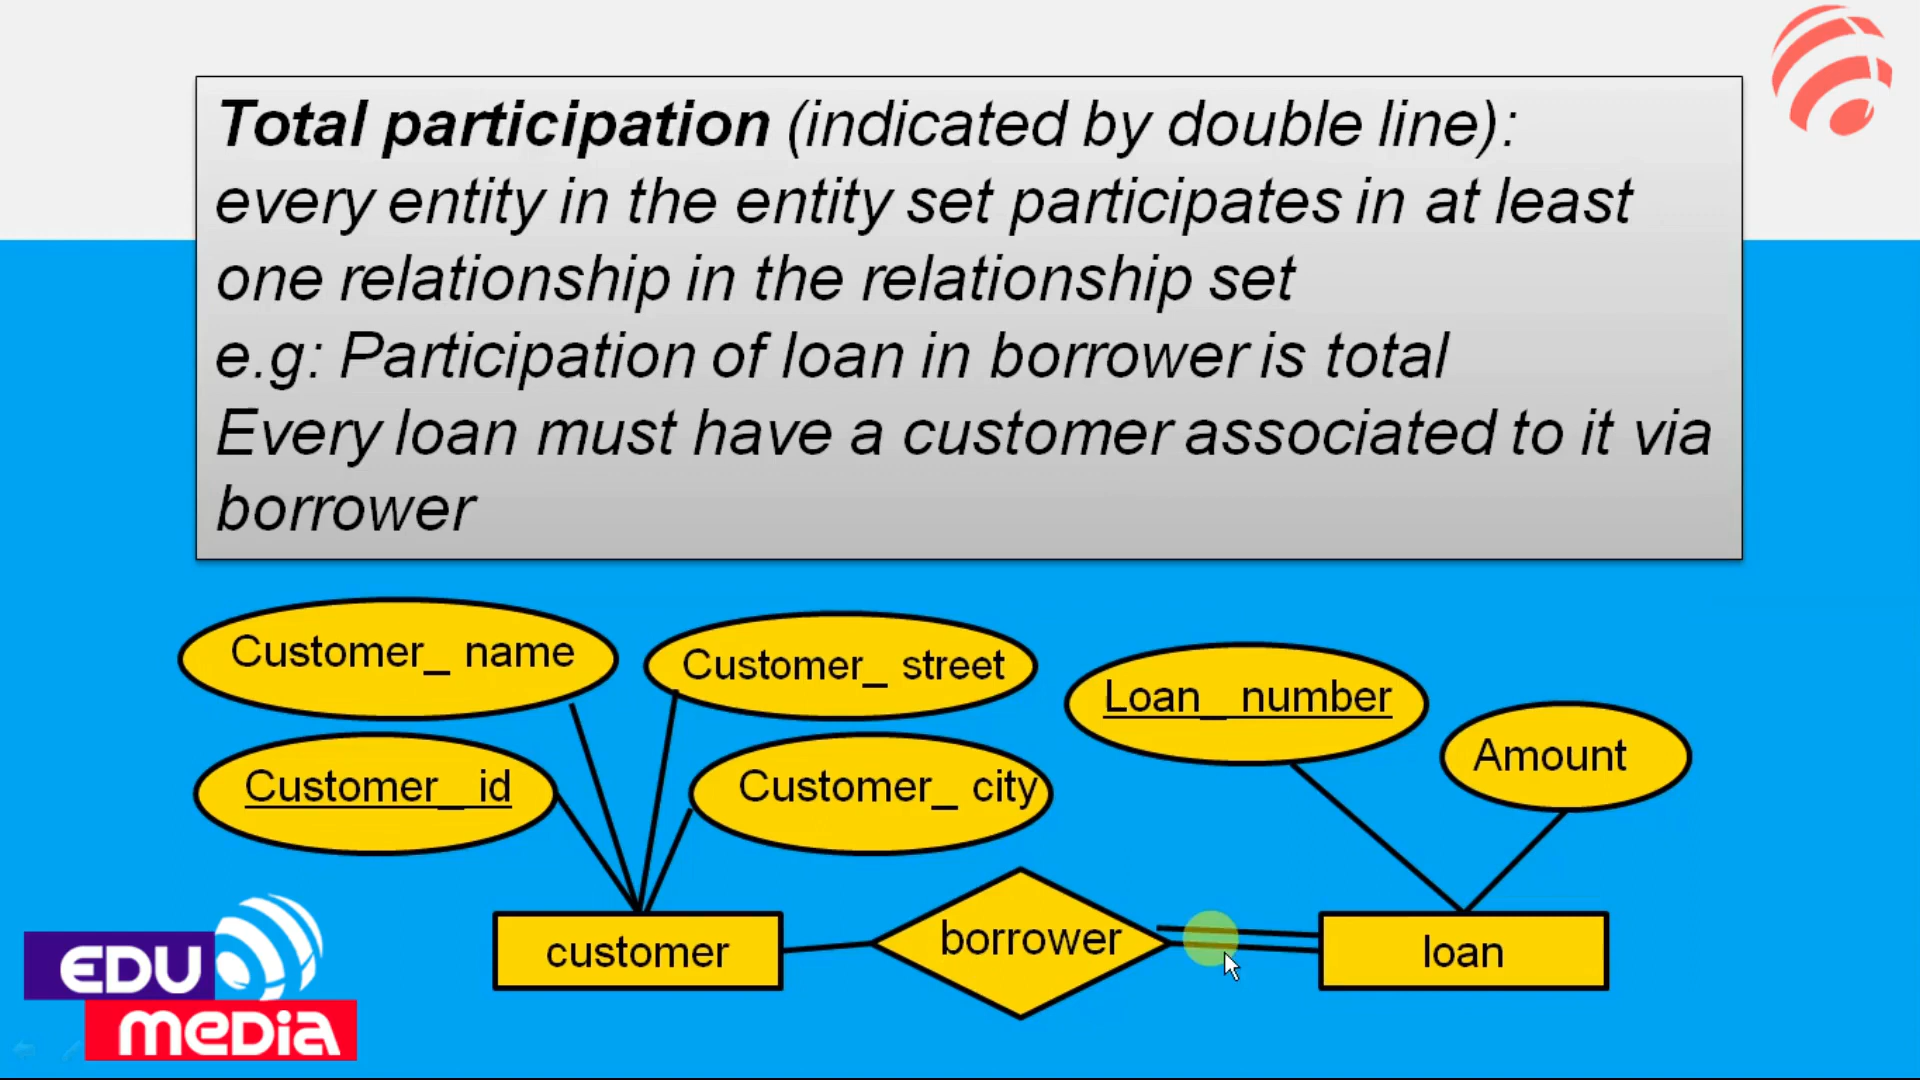 Total participation (indicated by double line):
every entity in the entity set participates in at least
one relationship in the relationship set
e.g: Participation of loan in borrower is total
Every loan must have a customer associated to it via
borrower
Customer_ name
Customer_ street
Loan_ number
Amount
Customer_ id
Customer_ city
customer
borrower
loan
EDU
MEDIA